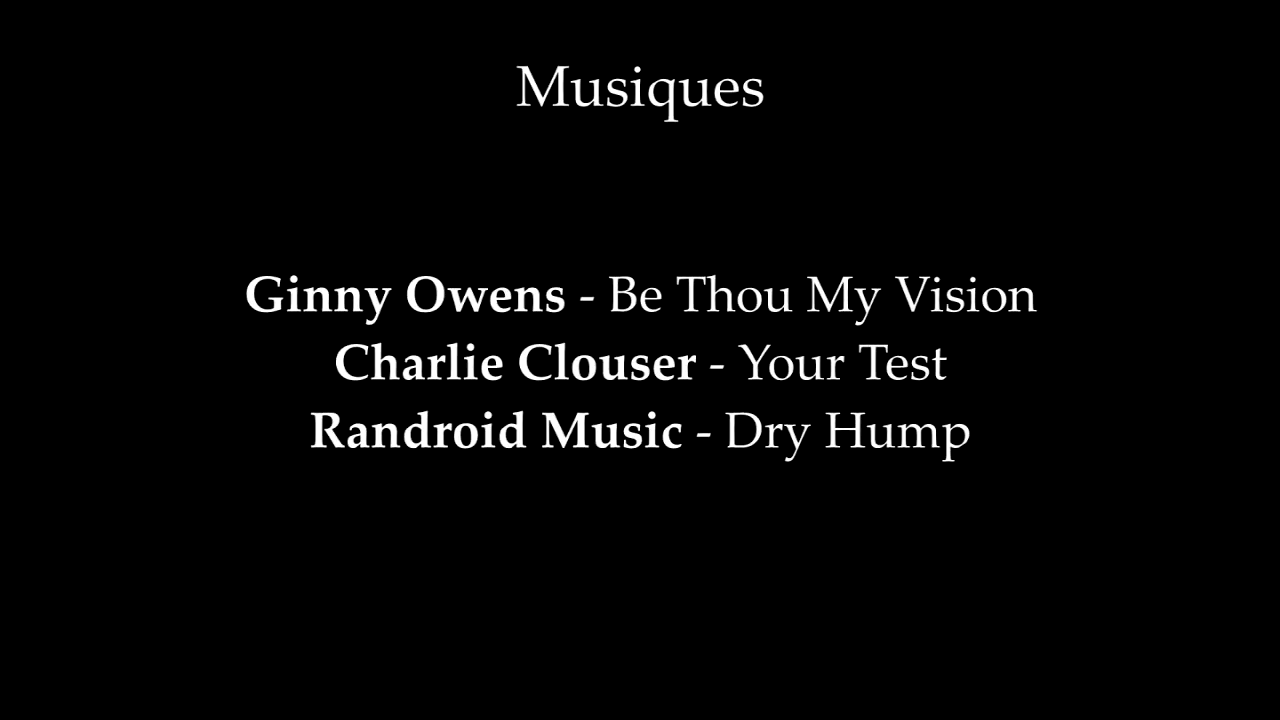 Musiques
Ginny Owens - Be Thou My Vision
Charlie Clouser - Your Test
Randroid Music - Dry Hump